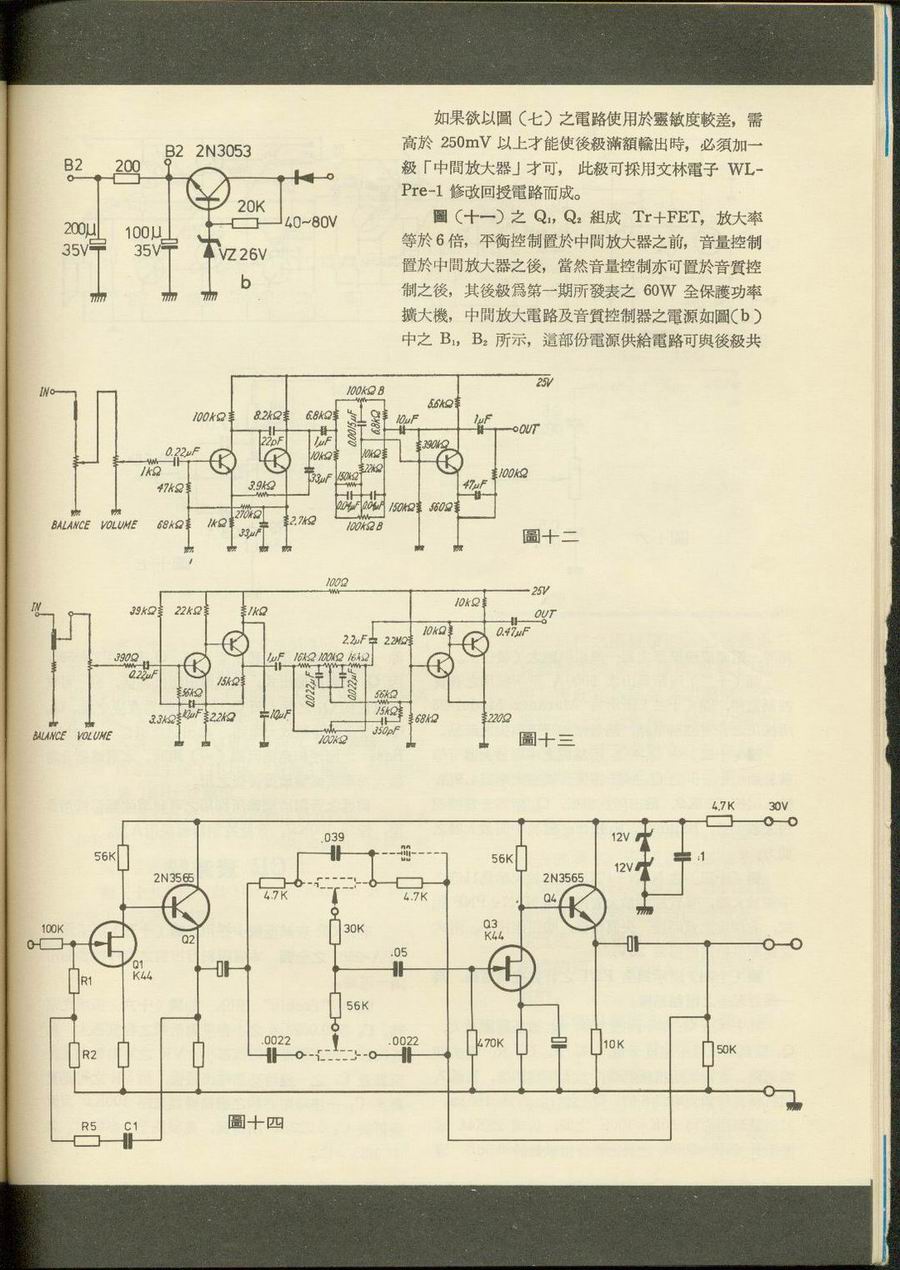 如果欲以圖（七）之電路使用於靈敏度較差，需
高於 250mV 以上才能使後級滿額輸出時，必須加一
級「中間放大器」才可，此級可採用文林電子 WL-
Pre-1 修改回授電路而成。
圖（十一）之 Q₁, Q₂ 組成 Tr+FET，放大率
等於 6 倍，平衡控制置於中間放大器之前，音量控制
置於中間放大器之後，當然音量控制亦可置於音質控
制之後，其後級爲第一期所發表之 60W 全保護功率
擴大機，中間放大電路及音質控制器之電源如圖(b)
中之 B₁, B₂ 所示，這部份電源供給電路可與後級共
B2 200 B2 2N3053
20K
40~80V
200μ 35V
100μ 35V
VZ 26V
b
25V
IN
100kΩ 8.2kΩ 6.8kΩ 100kΩ B 5.6kΩ
0.0015μF 6.8kΩ 10μF 1μF OUT
22pF 1μF 10kΩ 10kΩ 390kΩ
0.22μF 1kΩ 33μF 22kΩ 100kΩ
47kΩ 3.9kΩ 150kΩ 47μF
270kΩ 0.04μF 0.04μF 150kΩ 560Ω
68kΩ 1kΩ 33μF 2.7kΩ 100kΩ B
BALANCE VOLUME
圖十二
100Ω 25V
IN
39kΩ 22kΩ 1kΩ 10kΩ OUT
2.2μF 2.2MΩ 10kΩ 0.47μF
390Ω 0.22μF 1μF 16kΩ 100kΩ 16kΩ
15kΩ 0.022μF 0.022μF
56kΩ 56kΩ
10μF 10μF 15kΩ
3.3kΩ 2.2kΩ 350pF 68kΩ 220Ω
100kΩ
BALANCE VOLUME
圖十三
4.7K 30V
56K .039 56K 12V .1
12V
2N3565 2N3565
4.7K 4.7K Q4
100K Q2 30K Q3 K44
Q1 K44 .05
R1
56K
R2 .0022 .0022 470K 10K 50K
R5 C1
圖十四